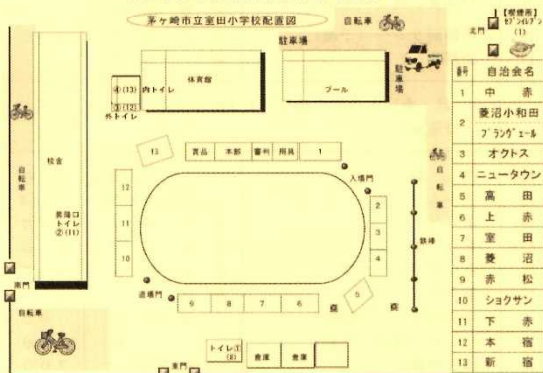 茅ヶ崎市立室田小学校配置図
自転車
【喫煙所】
セブンイレブン
(1)
北門
駐車場
駐車場
体育館
プール
④(13)
内トイレ
③(12)
外トイレ
校舎
自転車
昇降口
トイレ
②(11)
南門
自転車
13
賞品
本部
審判
用具
1
入場門
自転車
12
11
10
2
3
4
鉄棒
退場門
9
8
7
6
5
トイレ①
(8)
倉庫
倉庫
東門
番号 自治会名
1 中赤
2 菱沼小和田
ブランヴェール
3 オクトス
4 ニュータウン
5 高田
6 上赤
7 室田
8 菱沼
9 赤松
10 ショクサン
11 下赤
12 本宿
13 新宿